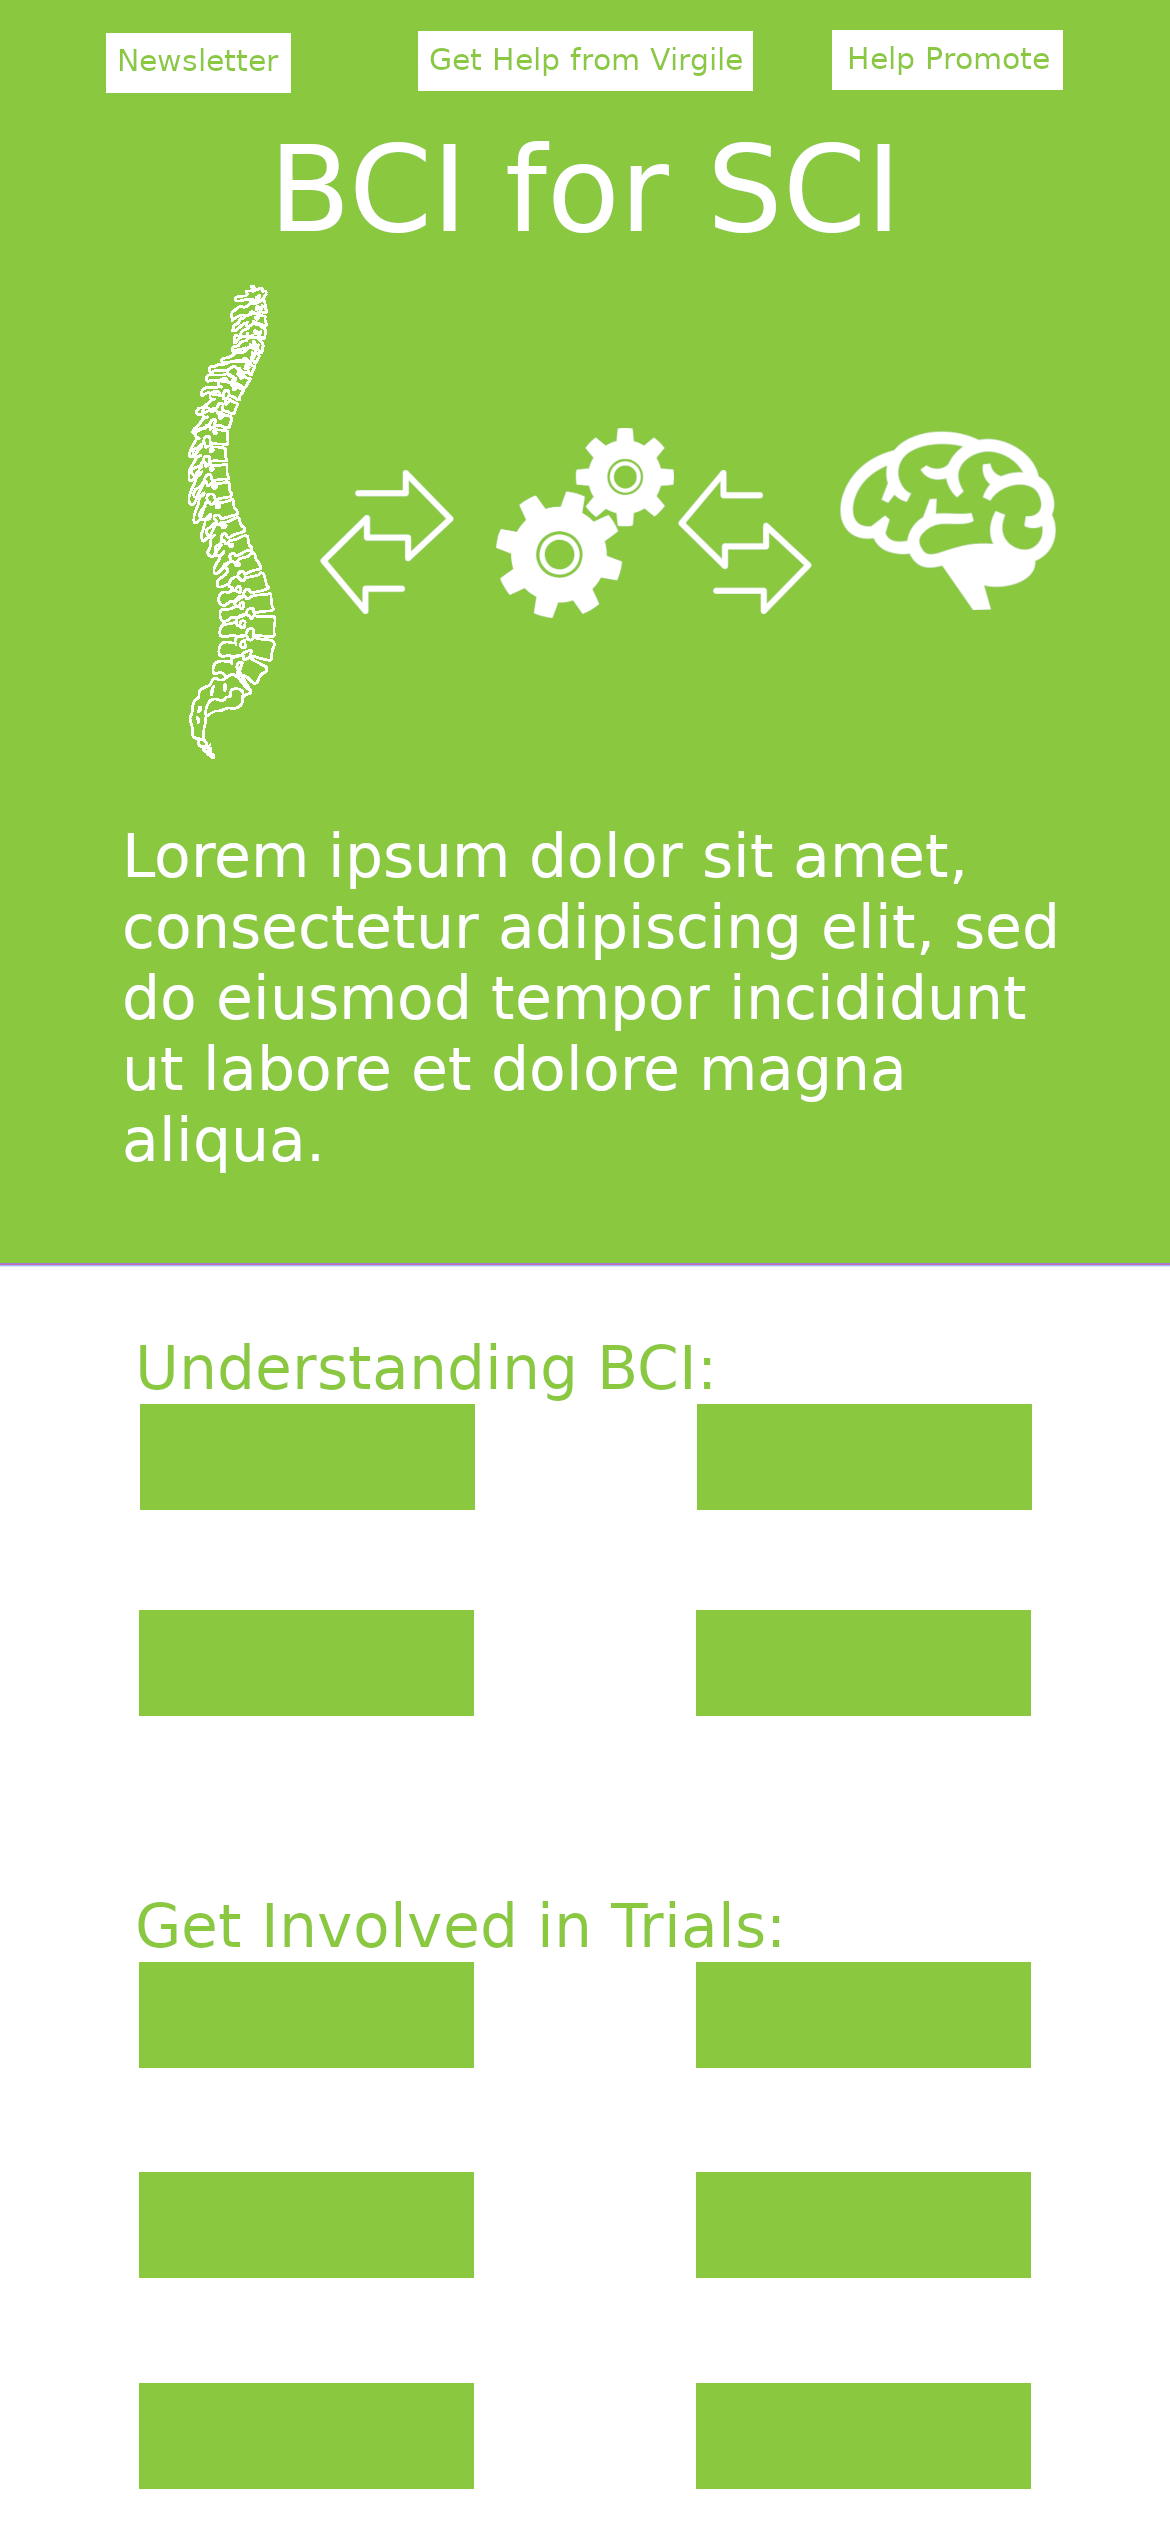 Newsletter
Get Help from Virgile
Help Promote
BCI for SCI
Lorem ipsum dolor sit amet,
consectetur adipiscing elit, sed
do eiusmod tempor incididunt
ut labore et dolore magna
aliqua.
Understanding BCI:
Get Involved in Trials: